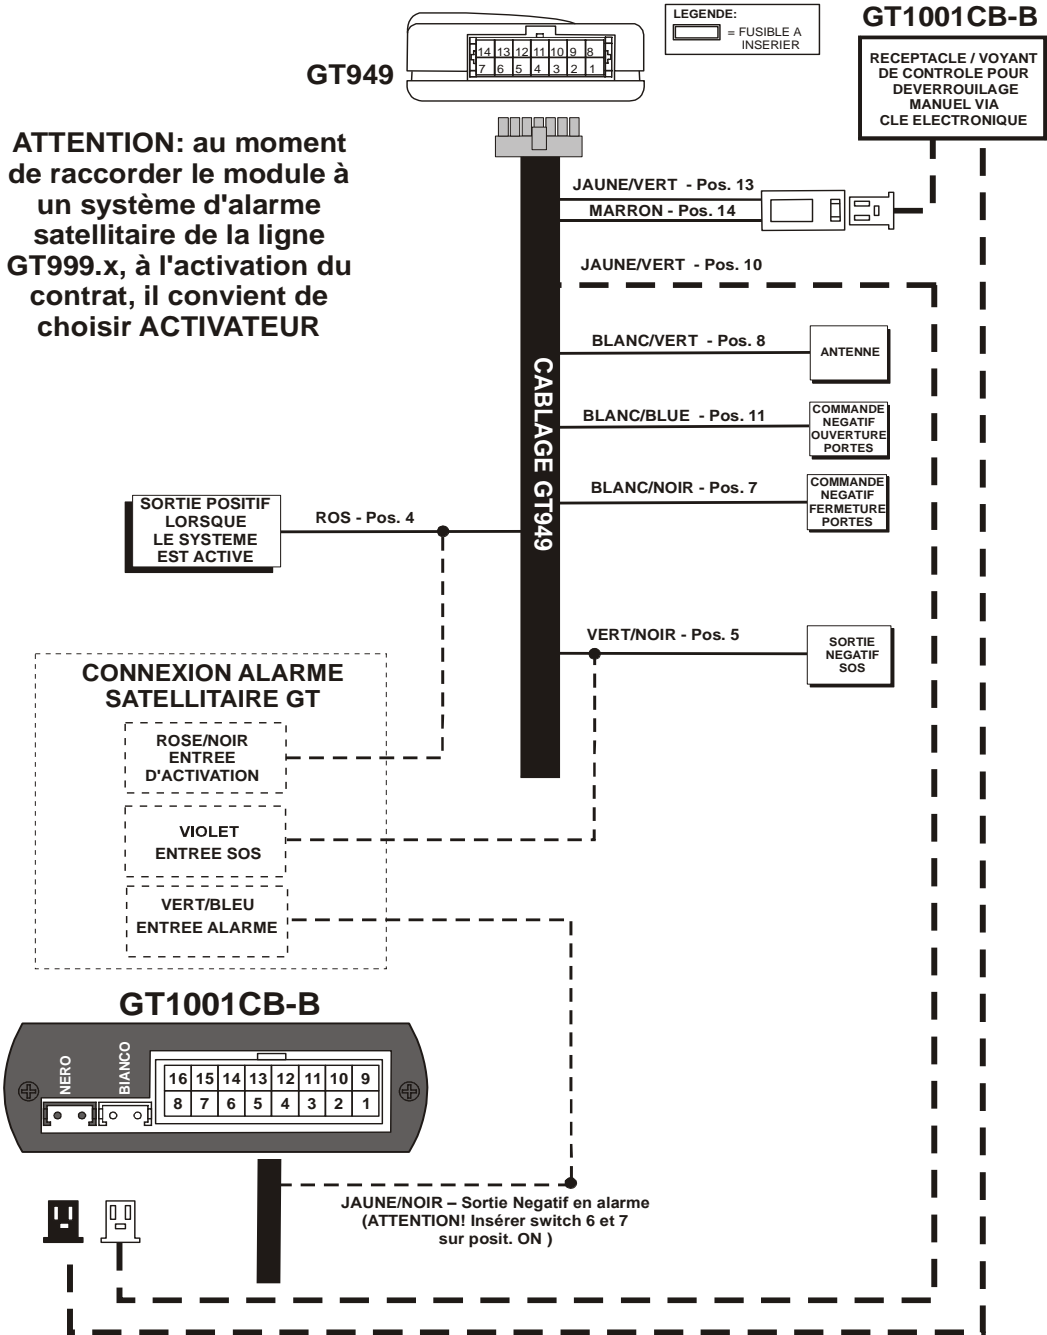 LEGENDE:
= FUSIBLE A
INSERIER
GT1001CB-B
RECEPTACLE / VOYANT
DE CONTROLE POUR
DEVERROUILAGE
MANUEL VIA
CLE ELECTRONIQUE
GT949
14 13 12 11 10 9 8
7 6 5 4 3 2 1
ATTENTION: au moment
de raccorder le module à
un système d'alarme
satellitaire de la ligne
GT999.x, à l'activation du
contrat, il convient de
choisir ACTIVATEUR
JAUNE/VERT - Pos. 13
MARRON - Pos. 14
JAUNE/VERT - Pos. 10
BLANC/VERT - Pos. 8
ANTENNE
CABLAGE GT949
BLANC/BLUE - Pos. 11
COMMANDE
NEGATIF
OUVERTURE
PORTES
BLANC/NOIR - Pos. 7
COMMANDE
NEGATIF
FERMETURE
PORTES
SORTIE POSITIF
LORSQUE
LE SYSTEME
EST ACTIVE
ROS - Pos. 4
VERT/NOIR - Pos. 5
SORTIE
NEGATIF
SOS
CONNEXION ALARME
SATELLITAIRE GT
ROSE/NOIR
ENTREE
D'ACTIVATION
VIOLET
ENTREE SOS
VERT/BLEU
ENTREE ALARME
GT1001CB-B
NERO
BIANCO
16 15 14 13 12 11 10 9
8 7 6 5 4 3 2 1
JAUNE/NOIR – Sortie Negatif en alarme
(ATTENTION! Insérer switch 6 et 7
sur posit. ON )